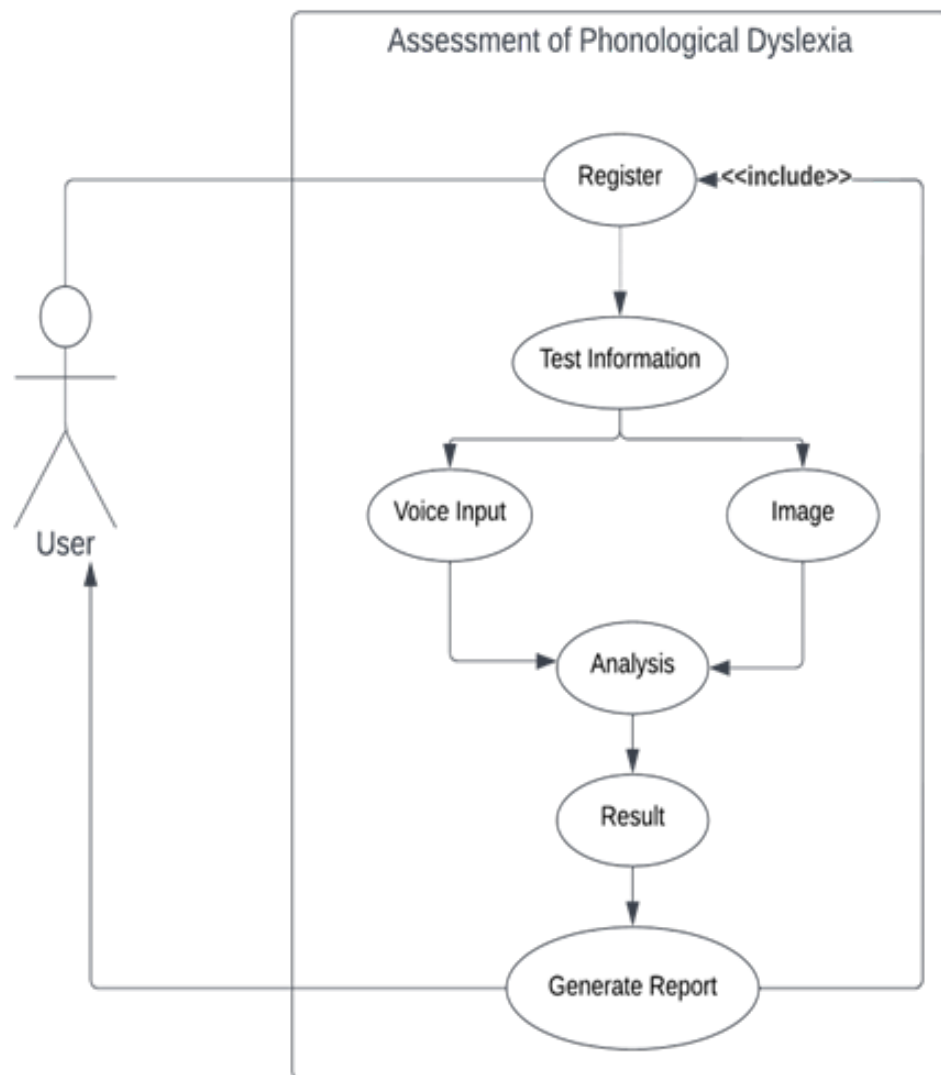 Assessment of Phonological Dyslexia
Register
<<include>>
Test Information
Voice Input
Image
User
Analysis
Result
Generate Report